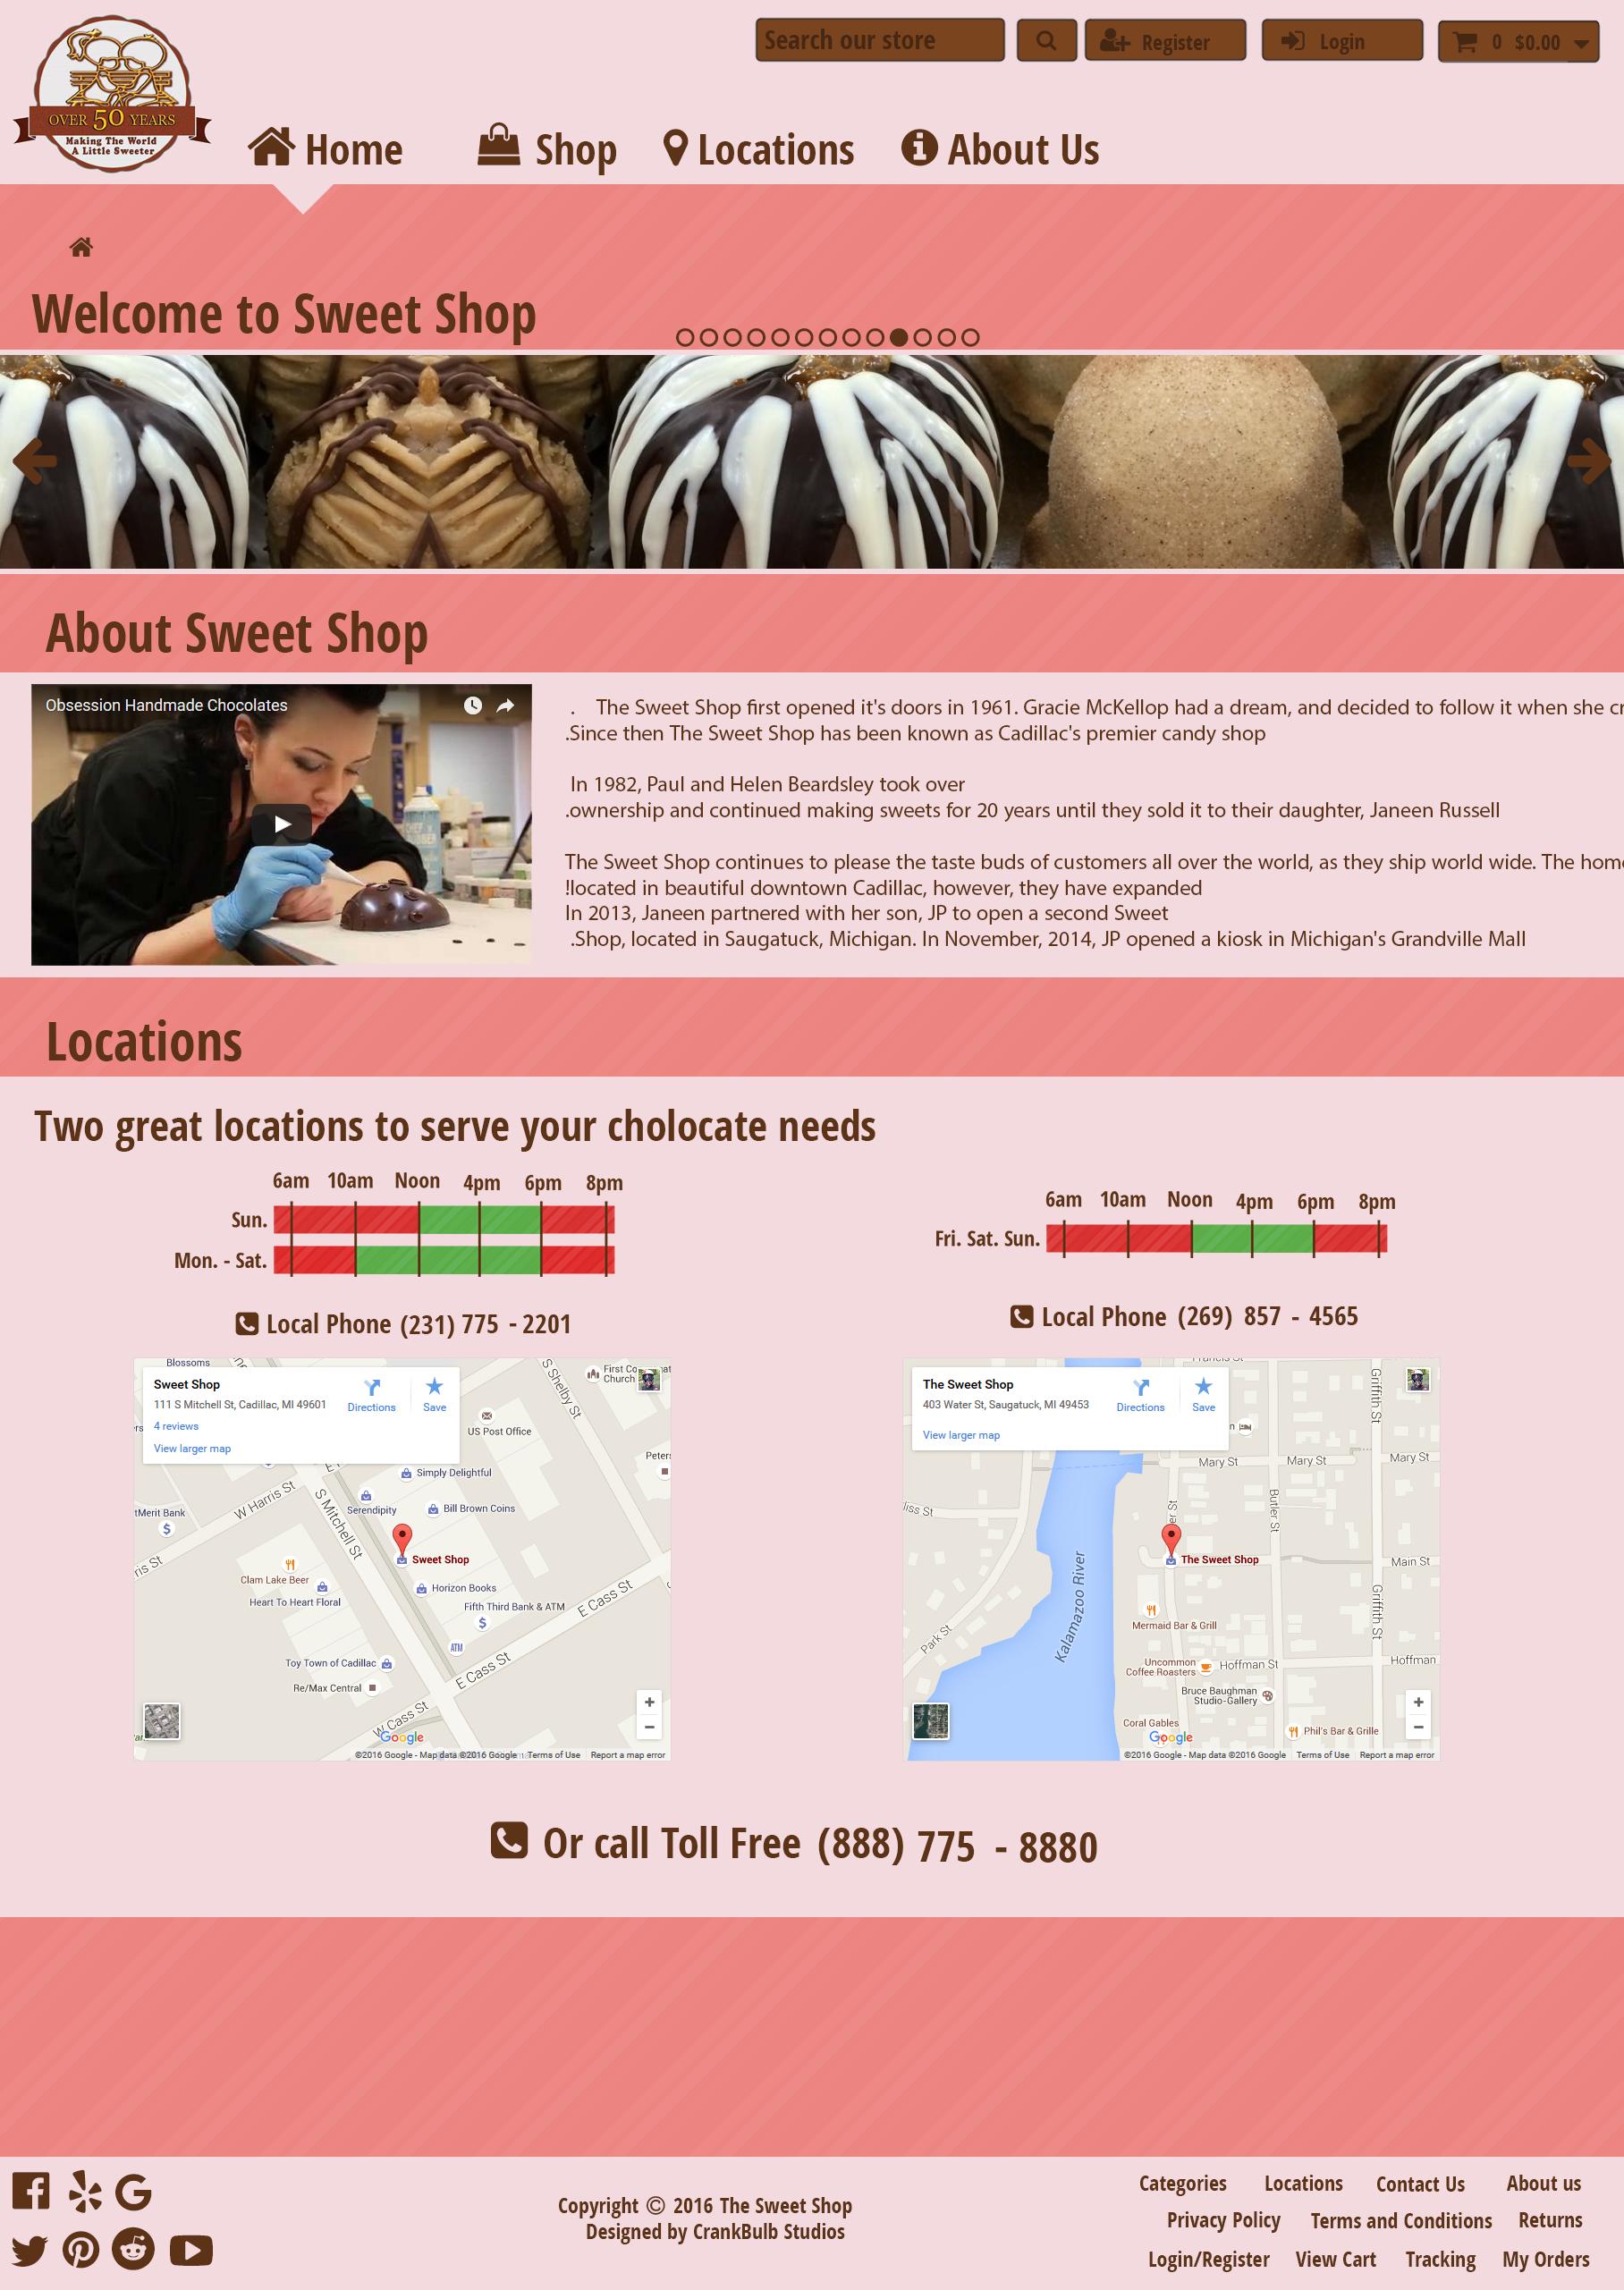 Search our store
Register
Login
0 $0.00
OVER 50 YEARS
Making The World
A Little Sweeter
Home
Shop
Locations
About Us
Welcome to Sweet Shop
About Sweet Shop
Obsession Handmade Chocolates
. The Sweet Shop first opened it's doors in 1961. Gracie McKellop had a dream, and decided to follow it when she cr
.Since then The Sweet Shop has been known as Cadillac's premier candy shop
In 1982, Paul and Helen Beardsley took over
.ownership and continued making sweets for 20 years until they sold it to their daughter, Janeen Russell
The Sweet Shop continues to please the taste buds of customers all over the world, as they ship world wide. The hom
!located in beautiful downtown Cadillac, however, they have expanded
In 2013, Janeen partnered with her son, JP to open a second Sweet
.Shop, located in Saugatuck, Michigan. In November, 2014, JP opened a kiosk in Michigan's Grandville Mall
Locations
Two great locations to serve your cholocate needs
6am 10am Noon 4pm 6pm 8pm
Sun.
Mon. - Sat.
Local Phone (231) 775 - 2201
6am 10am Noon 4pm 6pm 8pm
Fri. Sat. Sun.
Local Phone (269) 857 - 4565
Blossoms
Sweet Shop
111 S Mitchell St, Cadillac, MI 49601
4 reviews
View larger map
Directions
Save
S Shelby St
First Co
Church
US Post Office
Peter
Simply Delightful
Serendipity
Bill Brown Coins
W Harris St
S Mitchell St
tMerit Bank
ris St
Sweet Shop
Clam Lake Beer
Heart To Heart Floral
Horizon Books
Fifth Third Bank & ATM
E Cass St
ATM
Toy Town of Cadillac
E Cass St
Re/Max Central
W Cass St
Google
©2016 Google - Map data ©2016 Google Terms of Use Report a map error
Francis St
The Sweet Shop
403 Water St, Saugatuck, MI 49453
View larger map
Directions
Save
Griffith St
Mary St
Mary St
Mary St
liss St
er St
Butler St
The Sweet Shop
Main St
Kalamazoo River
Griffith St
Mermaid Bar & Grill
Park St
Uncommon
Coffee Roasters
Hoffman St
Hoffman
Bruce Baughman
Studio-Gallery
Coral Gables
Phil's Bar & Grille
Google
©2016 Google - Map data ©2016 Google Terms of Use Report a map error
Or call Toll Free (888) 775 - 8880
Copyright © 2016 The Sweet Shop
Designed by CrankBulb Studios
Categories Locations Contact Us About us
Privacy Policy Terms and Conditions Returns
Login/Register View Cart Tracking My Orders